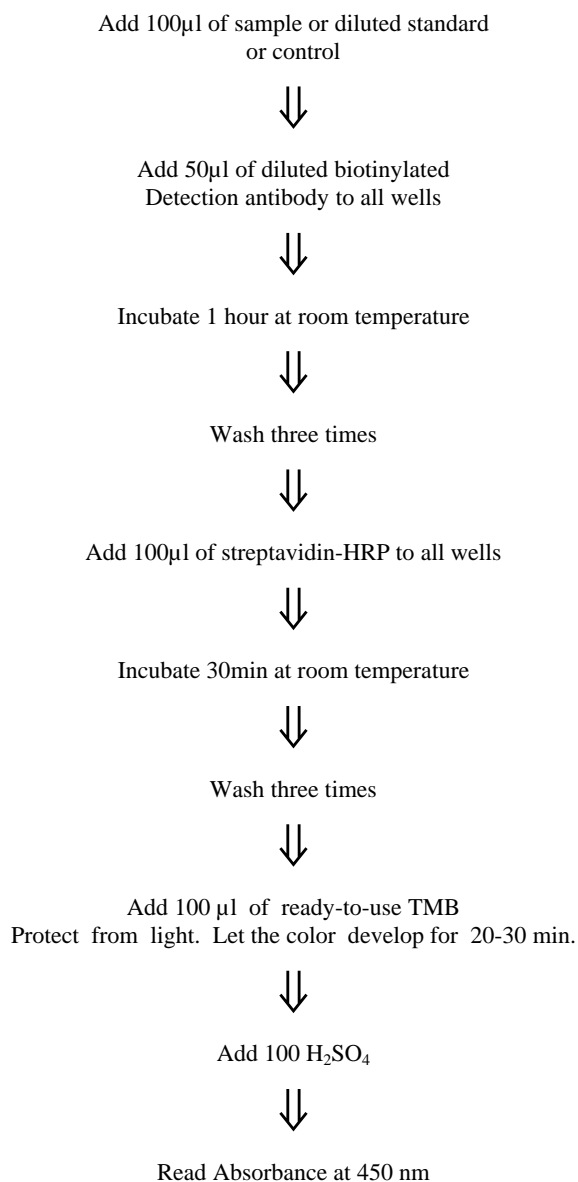 Add 100µl of sample or diluted standard
or control
Add 50µl of diluted biotinylated
Detection antibody to all wells
Incubate 1 hour at room temperature
Wash three times
Add 100µl of streptavidin-HRP to all wells
Incubate 30min at room temperature
Wash three times
Add 100 µl of ready-to-use TMB
Protect from light. Let the color develop for 20-30 min.
Add 100 H₂SO₄
Read Absorbance at 450 nm